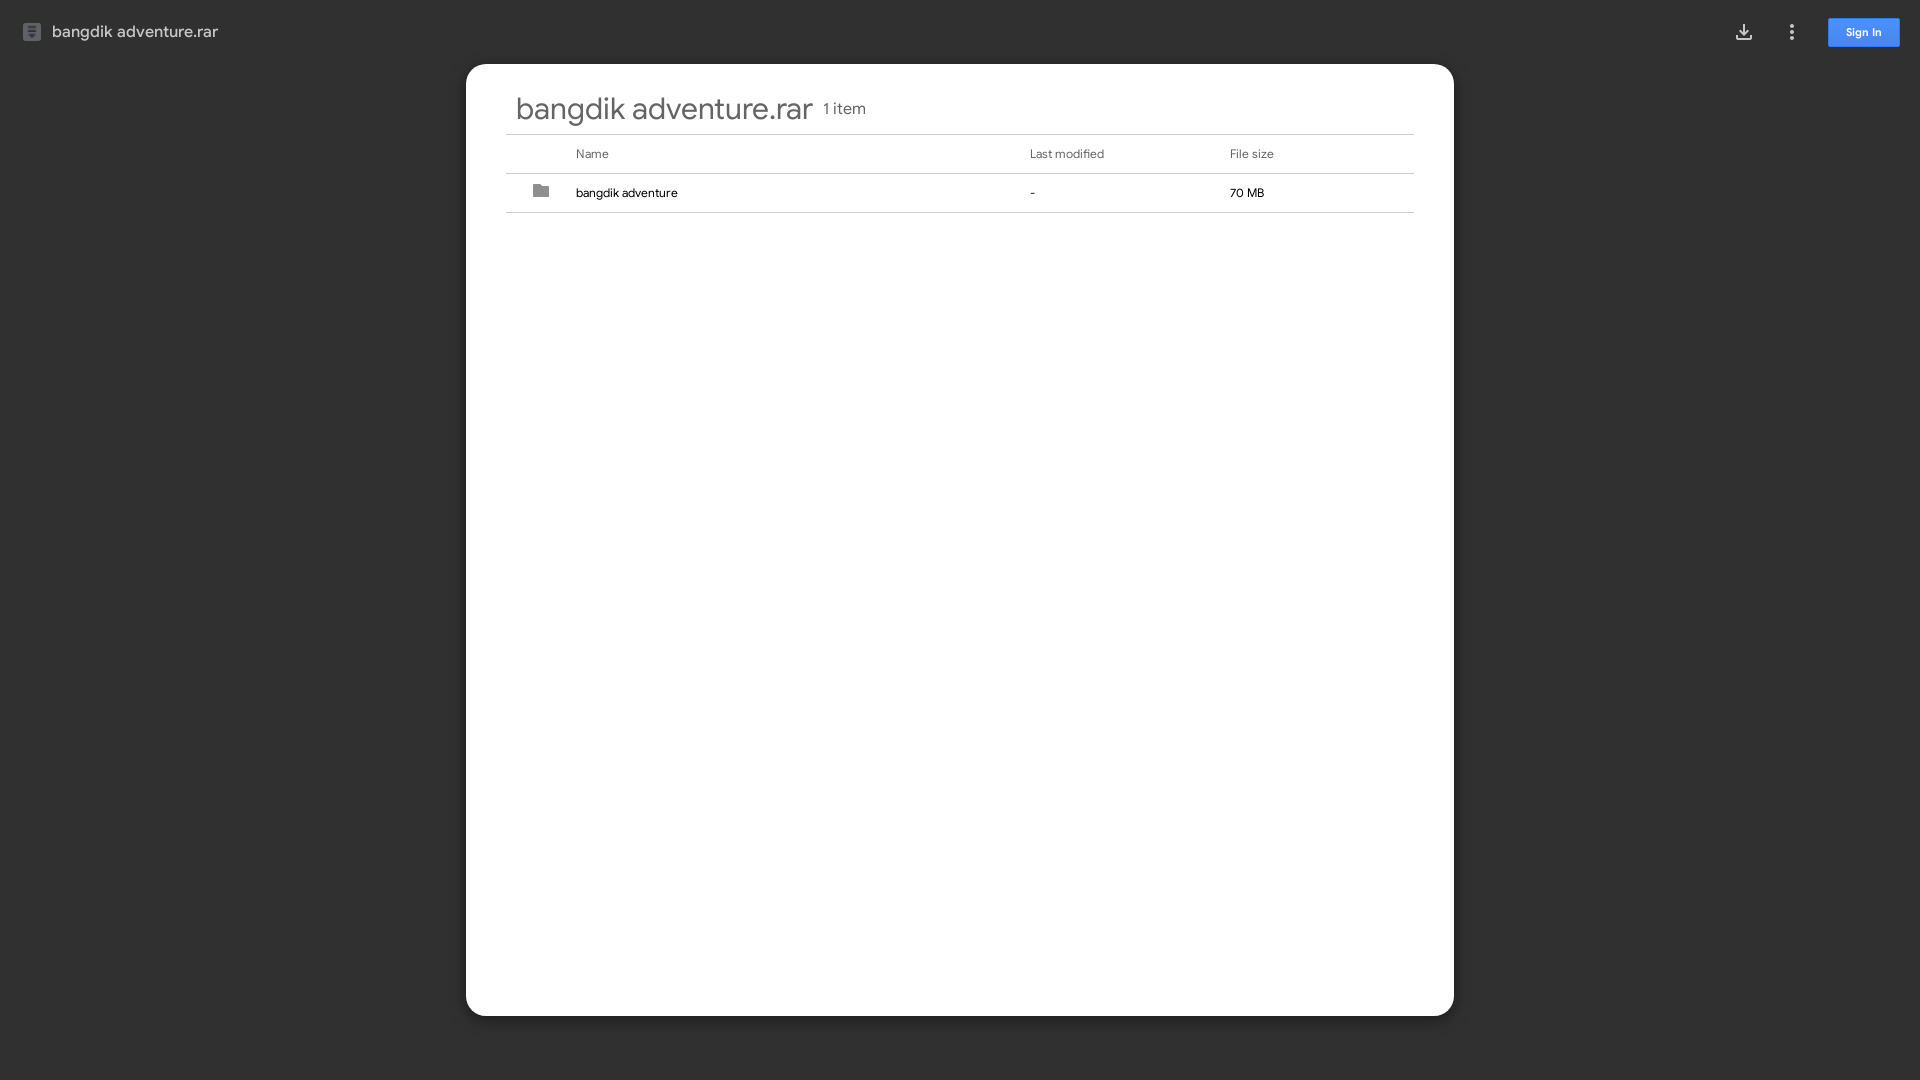 bangdik adventure.rar
Sign In
bangdik adventure.rar 1 item
Name Last modified File size
bangdik adventure - 70 MB